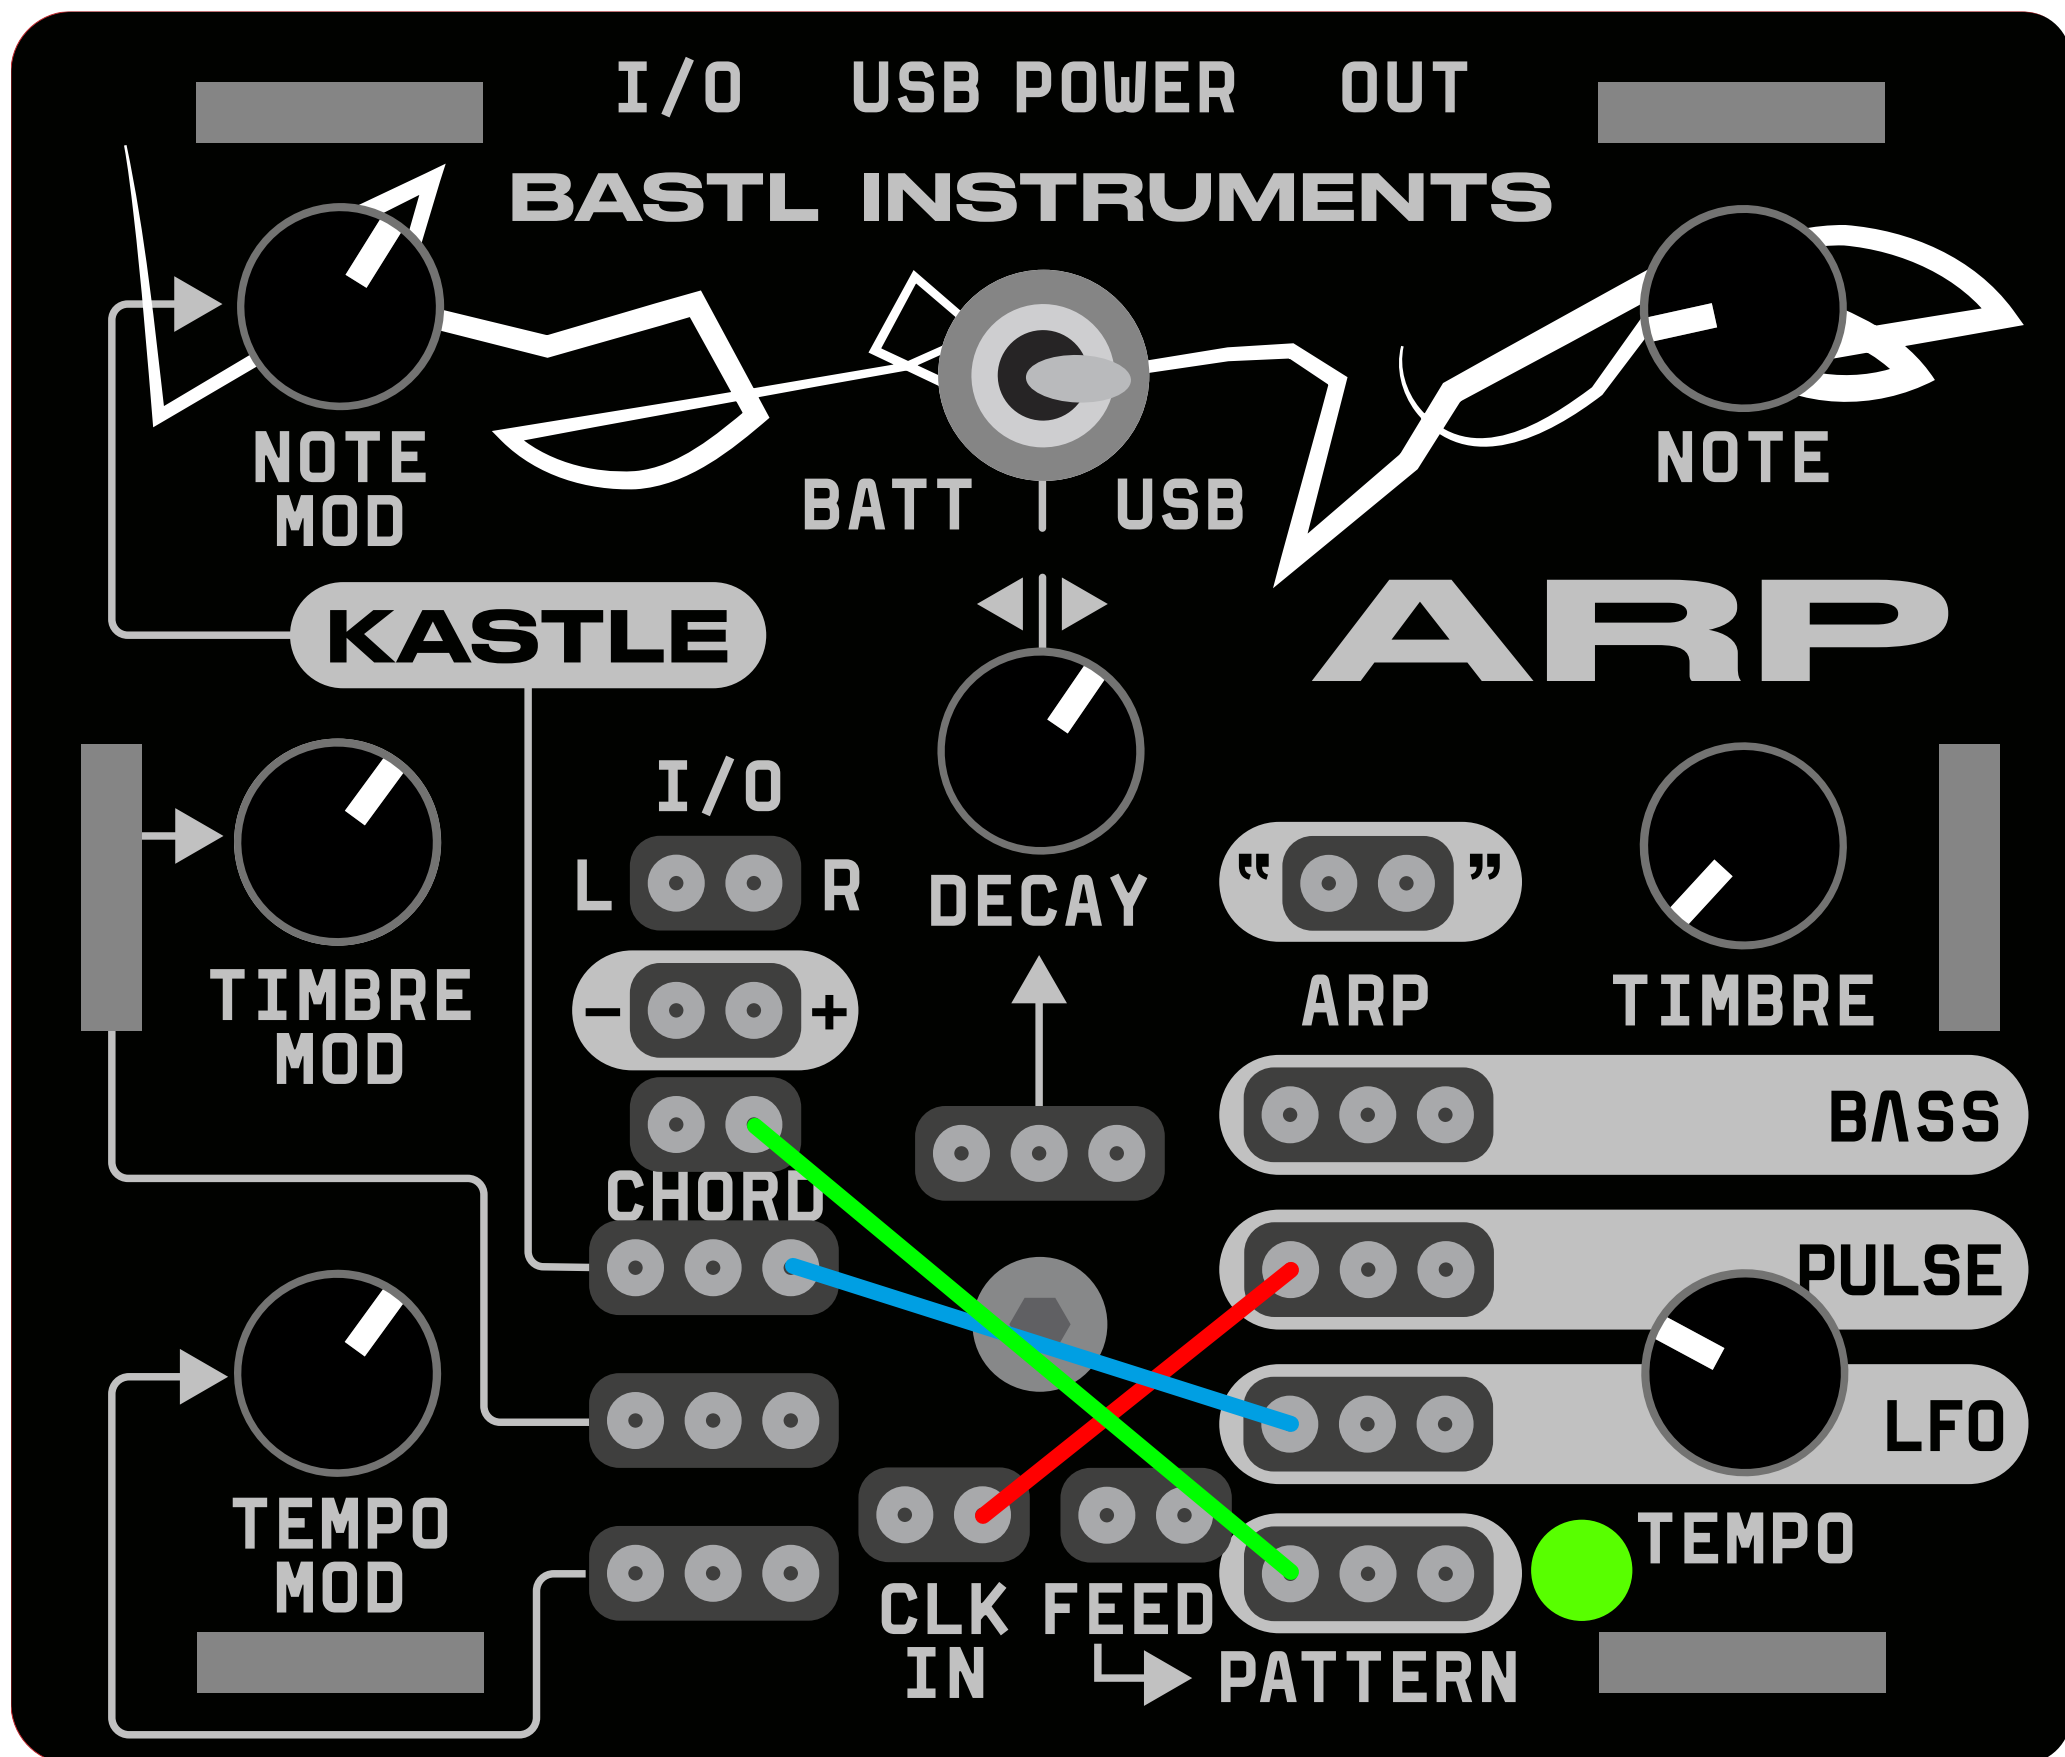 I/O USB POWER OUT
BASTL INSTRUMENTS
NOTE
MOD
BATT USB
NOTE
KASTLE
ARP
I/O
L R
DECAY
" "
TIMBRE
MOD
- +
ARP
TIMBRE
BASS
CHORD
PULSE
LFO
TEMPO
MOD
CLK
IN
FEED
PATTERN
TEMPO